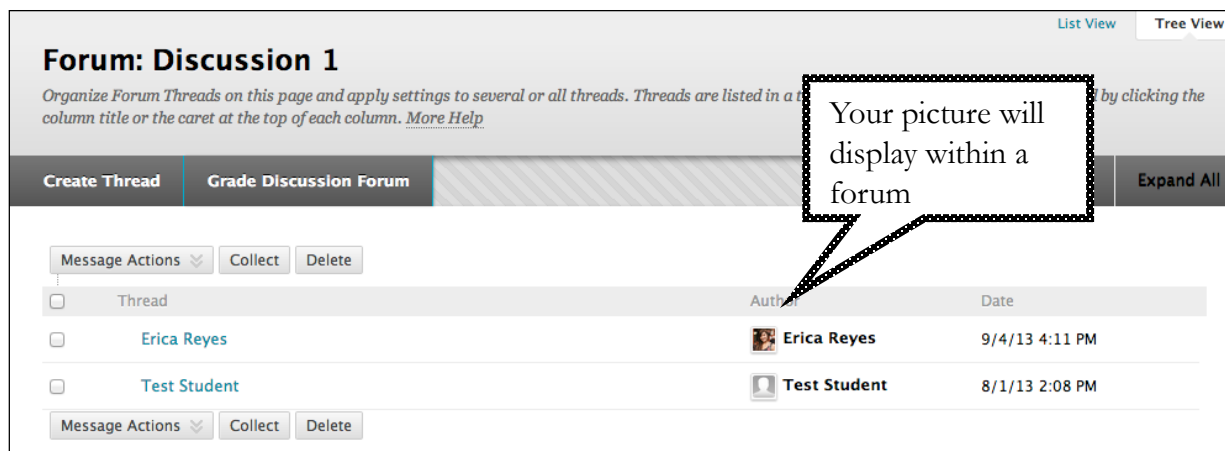 List View Tree View
Forum: Discussion 1
Organize Forum Threads on this page and apply settings to several or all threads. Threads are listed in a t
by clicking the
column title or the caret at the top of each column. More Help
Your picture will
display within a
forum
Create Thread Grade Discussion Forum Expand All
Message Actions Collect Delete
Thread Author Date
Erica Reyes Erica Reyes 9/4/13 4:11 PM
Test Student Test Student 8/1/13 2:08 PM
Message Actions Collect Delete